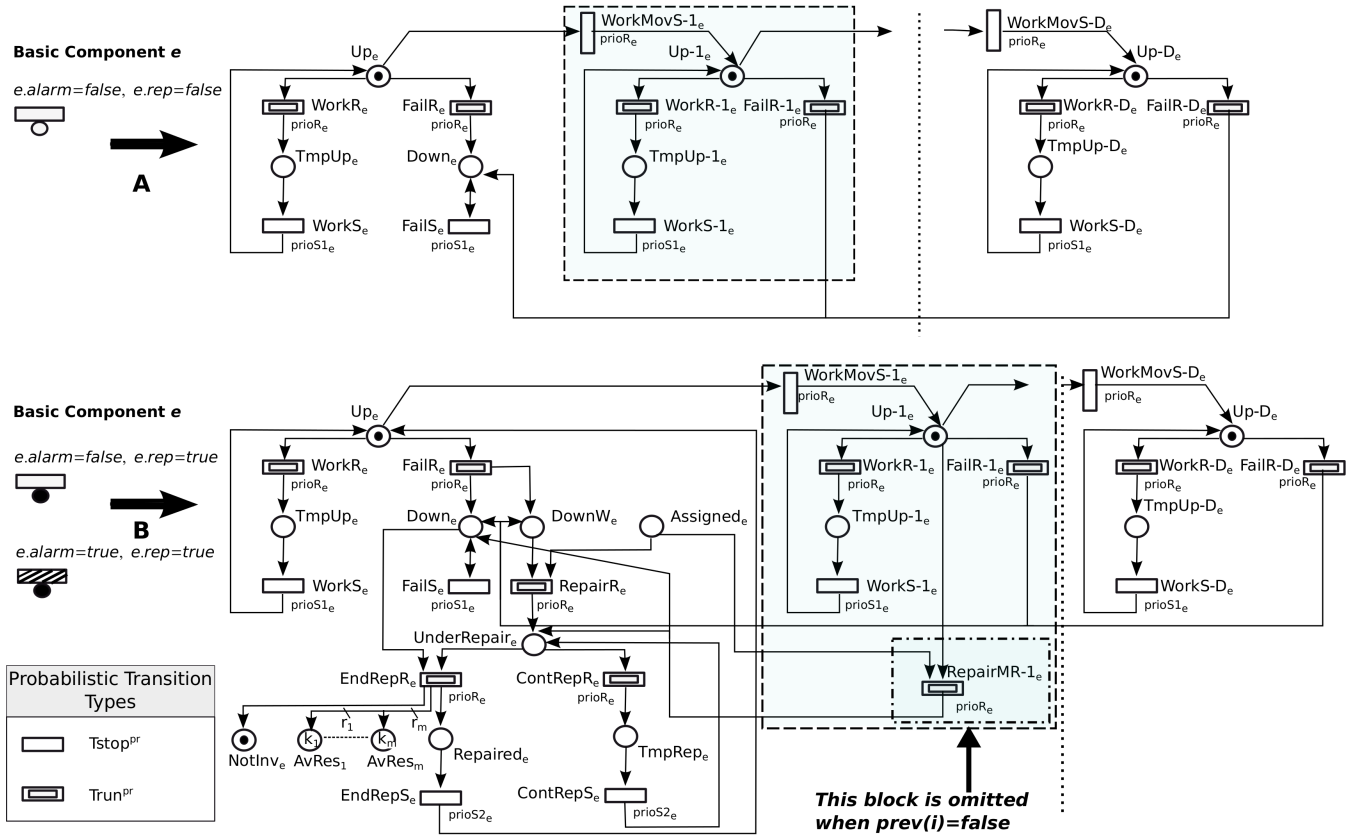 Basic Component e
e.alarm=false, e.rep=false
A
Up_e
WorkR_e
prioR_e
FailR_e
prioR_e
TmpUp_e
Down_e
WorkS_e
prioS1_e
FailS_e
prioS1_e
WorkMovS-1_e
prioR_e
Up-1_e
WorkR-1_e
prioR_e
FailR-1_e
prioR_e
TmpUp-1_e
WorkS-1_e
prioS1_e
WorkMovS-D_e
prioR_e
Up-D_e
WorkR-D_e
prioR_e
FailR-D_e
prioR_e
TmpUp-D_e
WorkS-D_e
prioS1_e
Basic Component e
e.alarm=false, e.rep=true
B
e.alarm=true, e.rep=true
Up_e
WorkR_e
prioR_e
FailR_e
prioR_e
TmpUp_e
Down_e
DownW_e
Assigned_e
WorkS_e
prioS1_e
FailS_e
prioS1_e
RepairR_e
prioR_e
UnderRepair_e
EndRepR_e
prioR_e
ContRepR_e
prioR_e
r_1
r_m
k_1
k_m
NotInv_e
AvRes_1
AvRes_m
Repaired_e
TmpRep_e
EndRepS_e
prioS2_e
ContRepS_e
prioS2_e
WorkMovS-1_e
prioR_e
Up-1_e
WorkR-1_e
prioR_e
FailR-1_e
prioR_e
TmpUp-1_e
WorkS-1_e
prioS1_e
RepairMR-1_e
prioR_e
WorkMovS-D_e
prioR_e
Up-D_e
WorkR-D_e
prioR_e
FailR-D_e
prioR_e
TmpUp-D_e
WorkS-D_e
prioS1_e
This block is omitted
when prev(i)=false
Probabilistic Transition
Types
Tstop^pr
Trun^pr